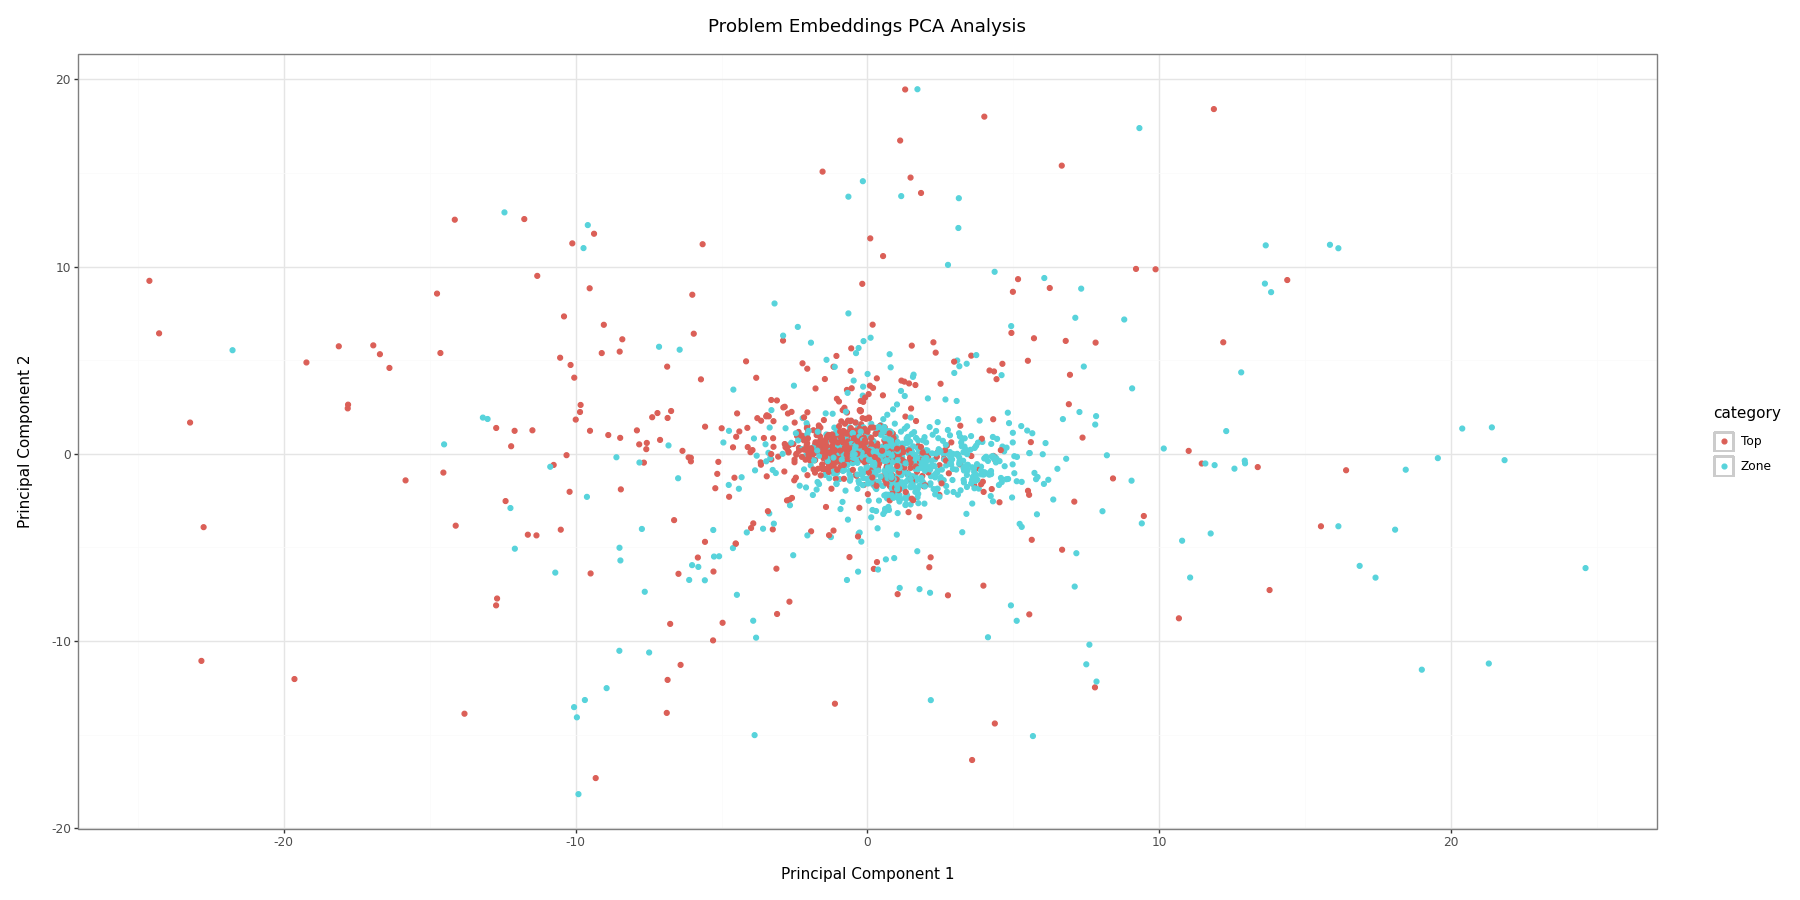 Problem Embeddings PCA Analysis
20
10
0
-10
-20
Principal Component 2
-20
-10
0
10
20
Principal Component 1
category
Top
Zone